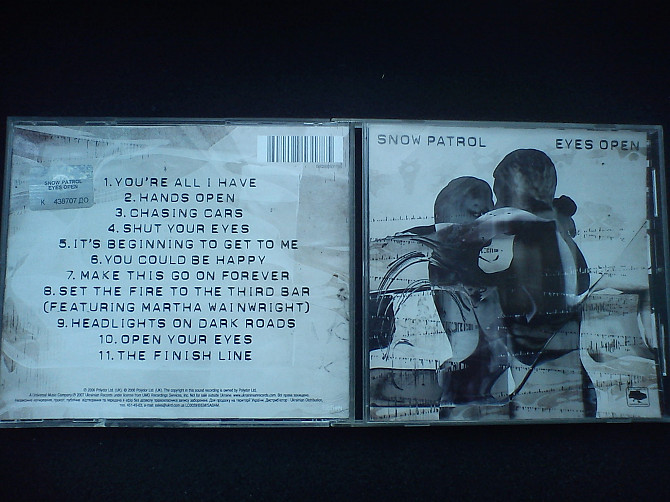 SNOW PATROL
EYES OPEN
К 438707 ДО
1.YOU'RE ALL I HAVE
2.HANDS OPEN
3.CHASING CARS
4.SHUT YOUR EYES
5.IT'S BEGINNING TO GET TO ME
6.YOU COULD BE HAPPY
7.MAKE THIS GO ON FOREVER
8.SET THE FIRE TO THE THIRD BAR
(FEATURING MARTHA WAINWRIGHT)
9.HEADLIGHTS ON DARK ROADS
10.OPEN YOUR EYES
11.THE FINISH LINE
SNOW PATROL EYES OPEN